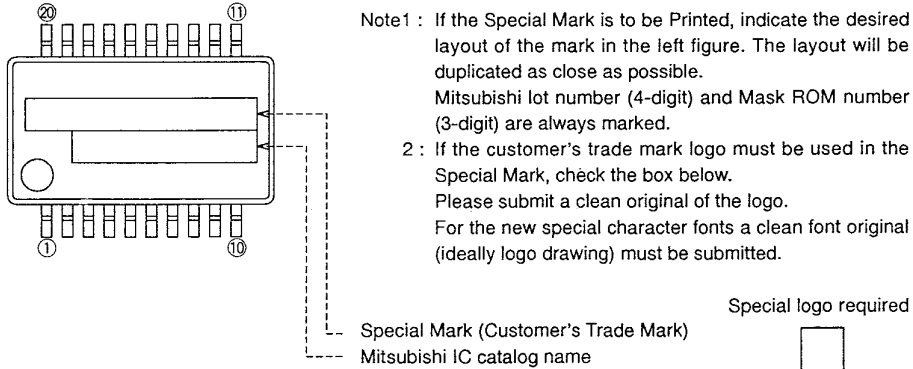 ⑳ ⑪
① ⑩
Note1 : If the Special Mark is to be Printed, indicate the desired
layout of the mark in the left figure. The layout will be
duplicated as close as possible.
Mitsubishi lot number (4-digit) and Mask ROM number
(3-digit) are always marked.
2 : If the customer's trade mark logo must be used in the
Special Mark, check the box below.
Please submit a clean original of the logo.
For the new special character fonts a clean font original
(ideally logo drawing) must be submitted.
Special logo required
Special Mark (Customer's Trade Mark)
Mitsubishi IC catalog name